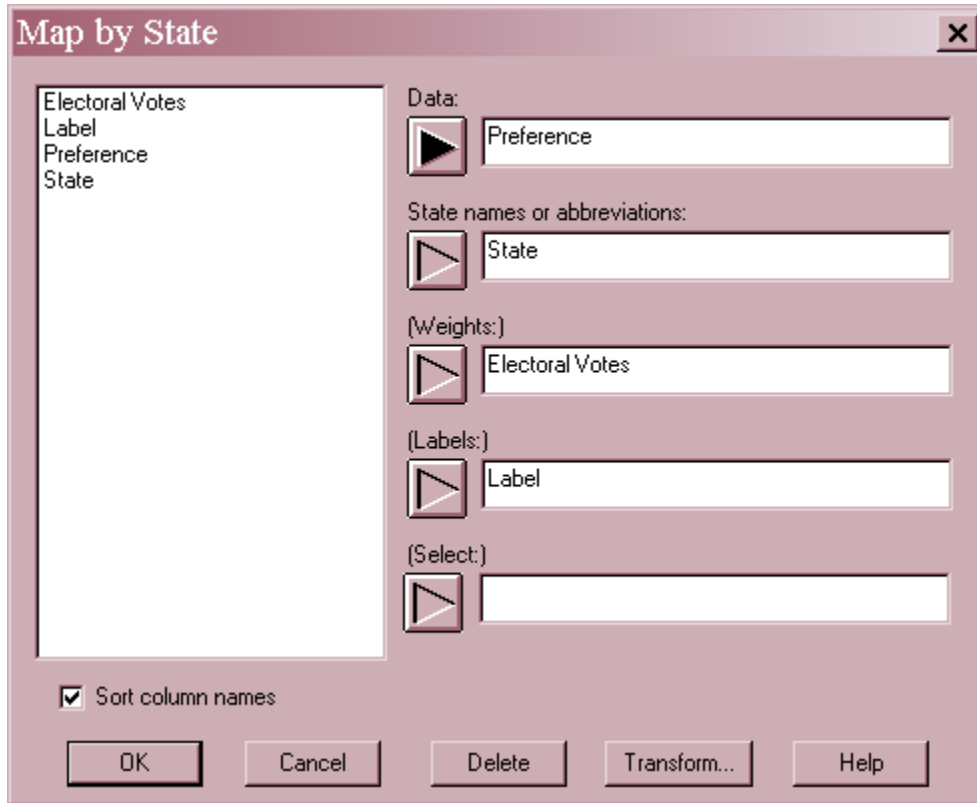 Map by State
Electoral Votes
Label
Preference
State
Data:
Preference
State names or abbreviations:
State
(Weights:)
Electoral Votes
(Labels:)
Label
(Select:)
Sort column names
OK Cancel Delete Transform... Help